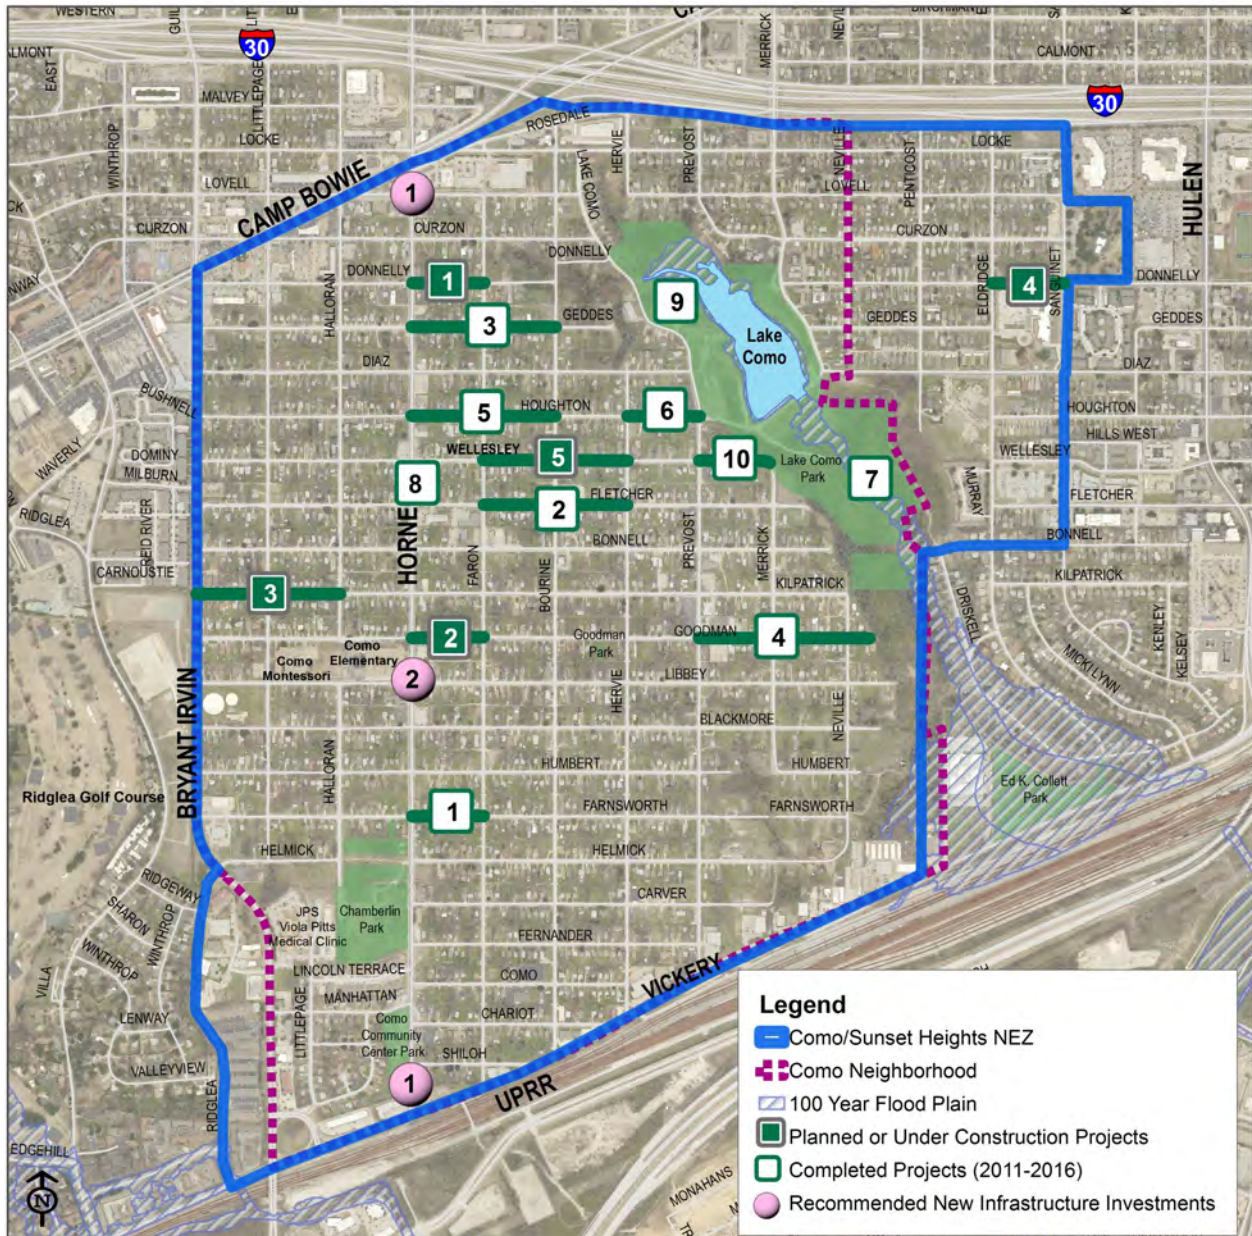 WESTERN
GUIL
BIRCHMAN
MERRICK
30
CALMONT
EAST
LITTLEPAGE
MALVEY
30
LOCKE
ROSEDALE
LOCKE
WINTHROP
HERVIE
PREVOST
NEVILLE
PENTICOST
HULEN
LAKE COMO
LOVELL
CAMP BOWIE
1
LOVELL
CURZON
CURZON
CURZON
DONNELLY
DONNELLY
1
4
DONNELLY
HALLORAN
ELDRIDGE
SANGUINET
9
3
GEDDES
GEDDES
GEDDES
Lake
Como
DIAZ
DIAZ
BUSHNELL
5
HOUGHTON
6
HOUGHTON
WAVERLY
DOMINY
WELLESLEY
5
10
Lake Como
Park
7
WELLESLEY
HILLS WEST
MILBURN
8
MURRAY
RIDGLEA
REID RIVER
2
FLETCHER
FLETCHER
HORNE
BONNELL
BONNELL
FARON
BOURINE
PREVOST
MERRICK
CARNOUSTIE
KILPATRICK
KILPATRICK
3
DRISKELL
2
Goodman
Park
GOODMAN
4
KENLEY
KELSEY
Como
Elementary
Como
Montessori
2
LIBBEY
MICKI LYNN
HERVIE
BLACKMORE
NEVILLE
BRYANT IRVIN
HALLORAN
HUMBERT
HUMBERT
Ridglea Golf Course
Ed K. Collett
Park
1
FARNSWORTH
FARNSWORTH
HELMICK
HELMICK
RIDGEWAY
CARVER
SHARON
WINTHROP
JPS
Viola Pitts
Medical Clinic
Chamberlin
Park
WINTHROP
FERNANDER
VILLA
LINCOLN TERRACE
COMO
VICKERY
MANHATTAN
CHARIOT
LENWAY
LITTLEPAGE
Como
Community
Center Park
SHILOH
VALLEYVIEW
1
UPRR
RIDGLEA
EDGEHILL
N
MONAHANS
Legend
Como/Sunset Heights NEZ
Como Neighborhood
100 Year Flood Plain
Planned or Under Construction Projects
Completed Projects (2011-2016)
Recommended New Infrastructure Investments